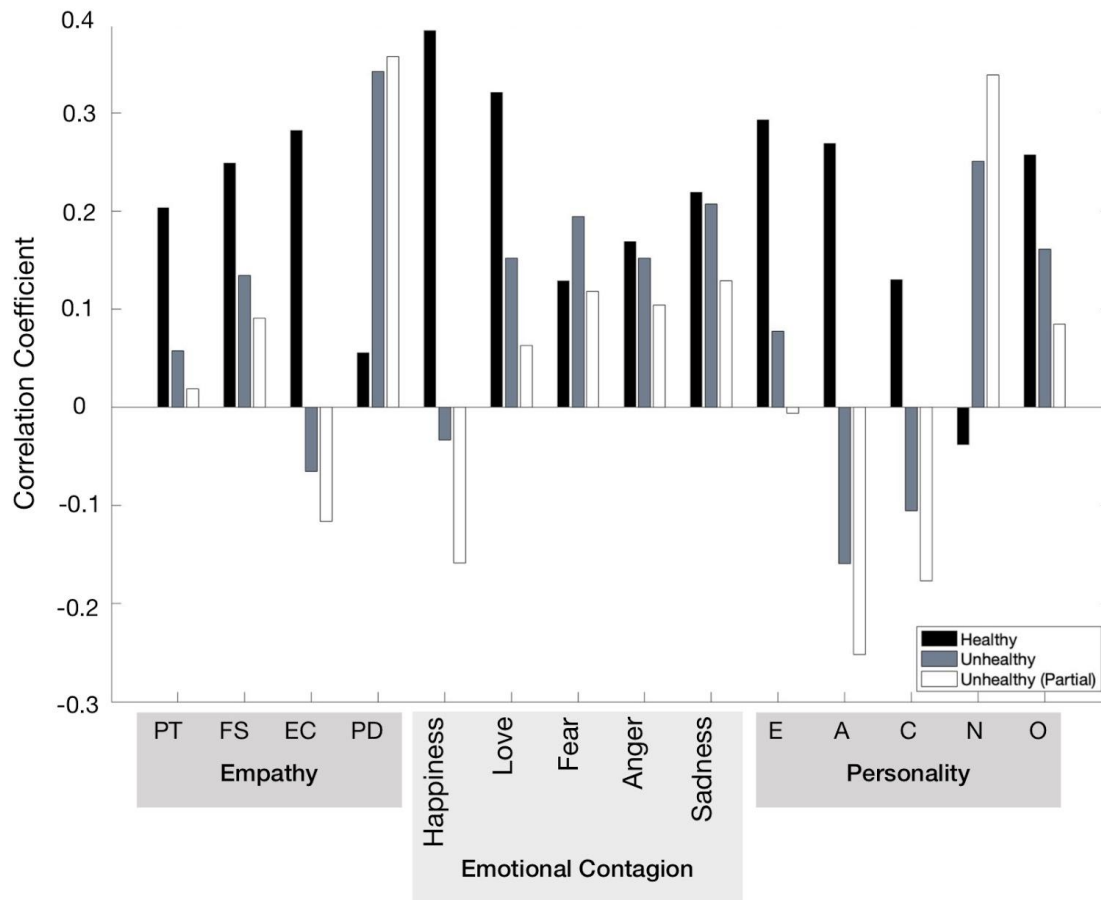 0.4
0.3
0.2
0.1
0
-0.1
-0.2
-0.3
Correlation Coefficient
Healthy
Unhealthy
Unhealthy (Partial)
PT FS EC PD
Empathy
Happiness
Love
Fear
Anger
Sadness
Emotional Contagion
E A C N O
Personality